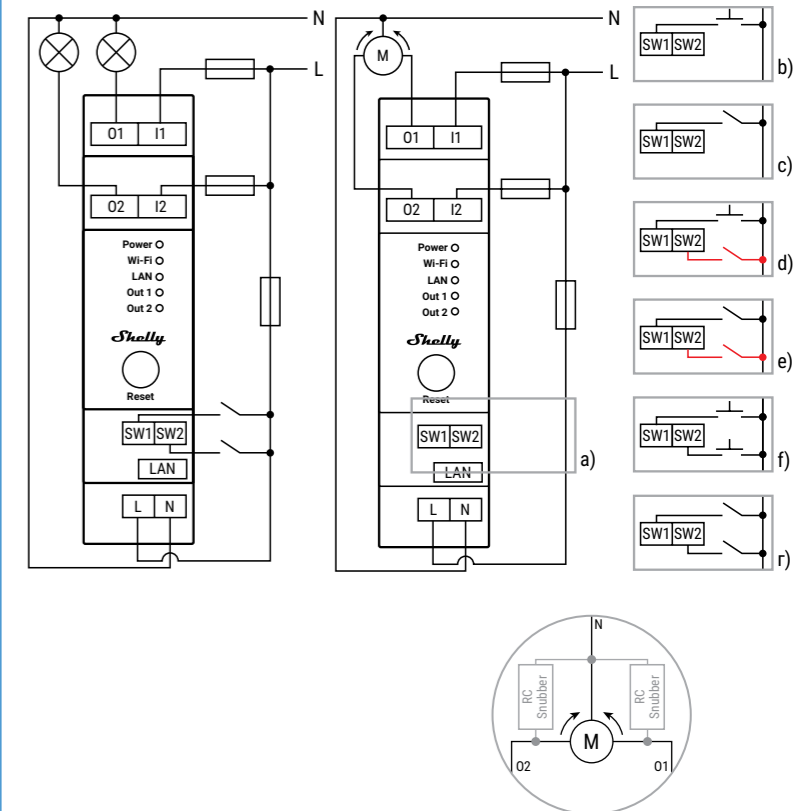 N
L
O1 I1
O2 I2
Power
Wi-Fi
LAN
Out 1
Out 2
Shelly
Reset
SW1 SW2
LAN
L N
N
M
L
O1 I1
O2 I2
Power
Wi-Fi
LAN
Out 1
Out 2
Shelly
Reset
SW1 SW2
a)
LAN
L N
SW1 SW2
b)
SW1 SW2
c)
SW1 SW2
d)
SW1 SW2
e)
SW1 SW2
f)
SW1 SW2
г)
N
RC
Snubber
RC
Snubber
M
O2
O1